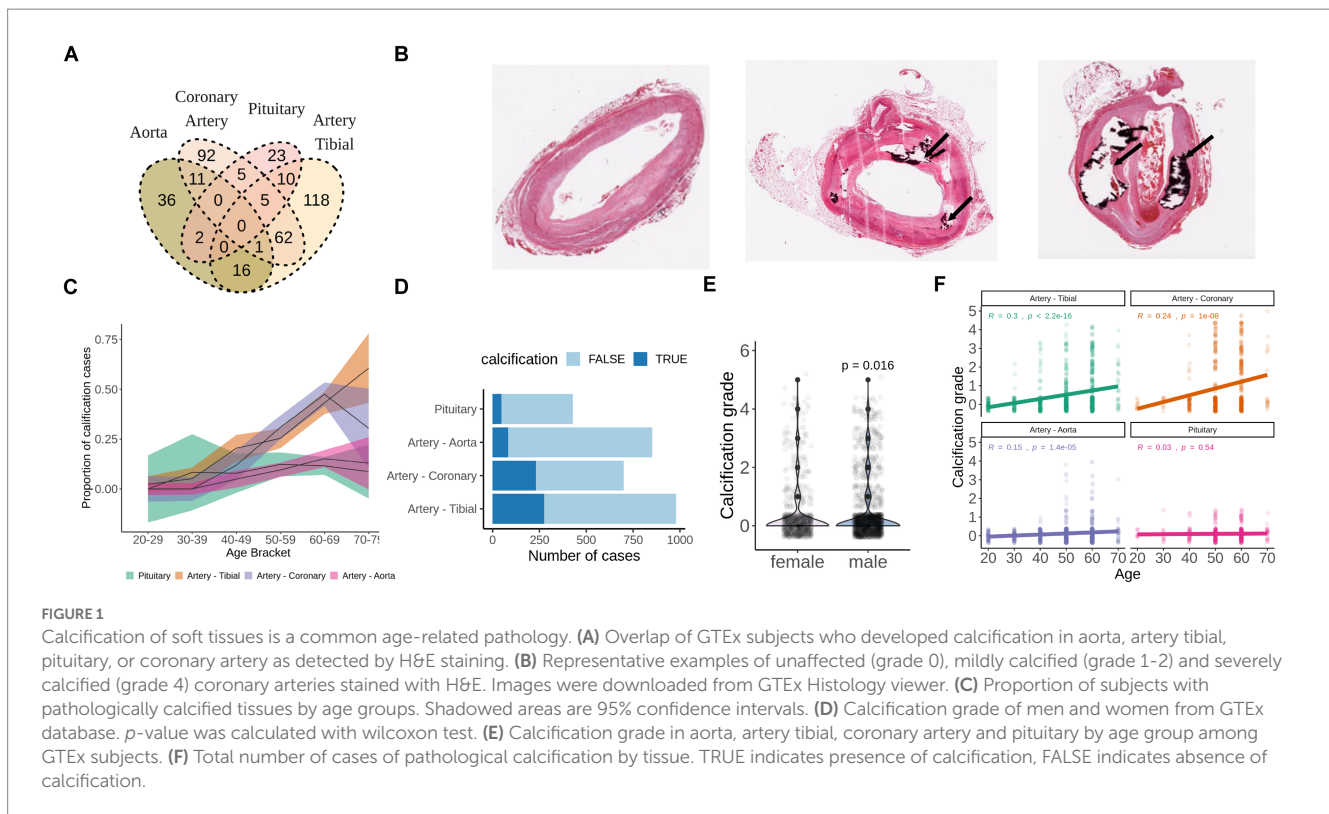 A
Coronary
Artery
Pituitary
Aorta
Artery
Tibial
92
23
11
5
10
36
0
5
118
0
2
0
1
62
16
B
C
Proportion of calification cases
0.75
0.50
0.25
0.00
20-29
30-39
40-49
50-59
60-69
70-79
Age Bracket
Pituitary
Artery - Tibial
Artery - Coronary
Artery - Aorta
D
calcification FALSE TRUE
Pituitary
Artery - Aorta
Artery - Coronary
Artery - Tibial
0 250 500 750 1000
Number of cases
E
Calcification grade
6
4
2
0
p = 0.016
female male
F
Calcification grade
Artery - Tibial
R = 0.3 , p < 2.2e-16
Artery - Coronary
R = 0.24 , p = 1e-08
5
4
3
2
1
0
Artery - Aorta
R = 0.15 , p = 1.4e-05
Pituitary
R = 0.03 , p = 0.54
5
4
3
2
1
0
20 30 40 50 60 70 20 30 40 50 60 70
Age
FIGURE 1
Calcification of soft tissues is a common age-related pathology. (A) Overlap of GTEx subjects who developed calcification in aorta, artery tibial,
pituitary, or coronary artery as detected by H&E staining. (B) Representative examples of unaffected (grade 0), mildly calcified (grade 1-2) and severely
calcified (grade 4) coronary arteries stained with H&E. Images were downloaded from GTEx Histology viewer. (C) Proportion of subjects with
pathologically calcified tissues by age groups. Shadowed areas are 95% confidence intervals. (D) Calcification grade of men and women from GTEx
database. p-value was calculated with wilcoxon test. (E) Calcification grade in aorta, artery tibial, coronary artery and pituitary by age group among
GTEx subjects. (F) Total number of cases of pathological calcification by tissue. TRUE indicates presence of calcification, FALSE indicates absence of
calcification.